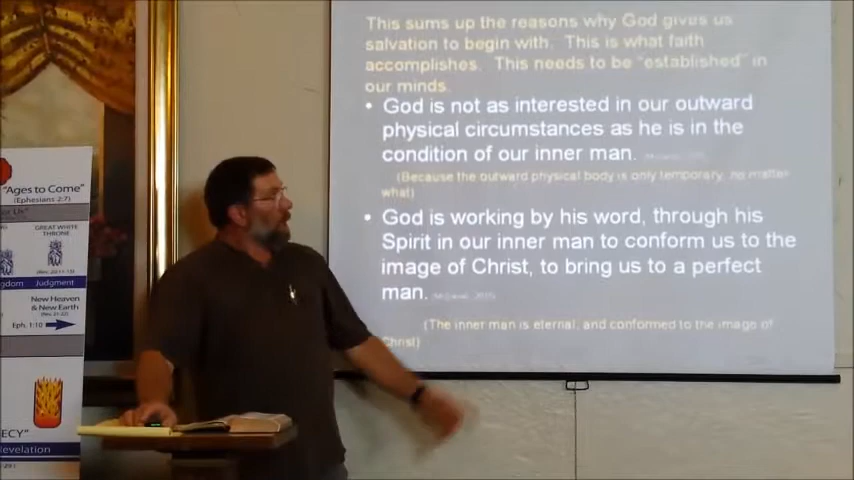 This sums up the reasons why God gives us
salvation to begin with. This is what faith
accomplishes. This needs to be "established" in
our minds.
• God is not as interested in our outward
physical circumstances as he is in the
condition of our inner man.
(Because the outward physical body is only temporary, no matter
what)
• God is working by his word, through his
Spirit in our inner man to conform us to the
image of Christ, to bring us to a perfect
man.
(The inner man is eternal, and conformed to the image of
Christ)
"Ages to Come"
(Ephesians 2:7)
GREAT WHITE
THRONE
Judgment
New Heaven
& New Earth
Eph 1:10